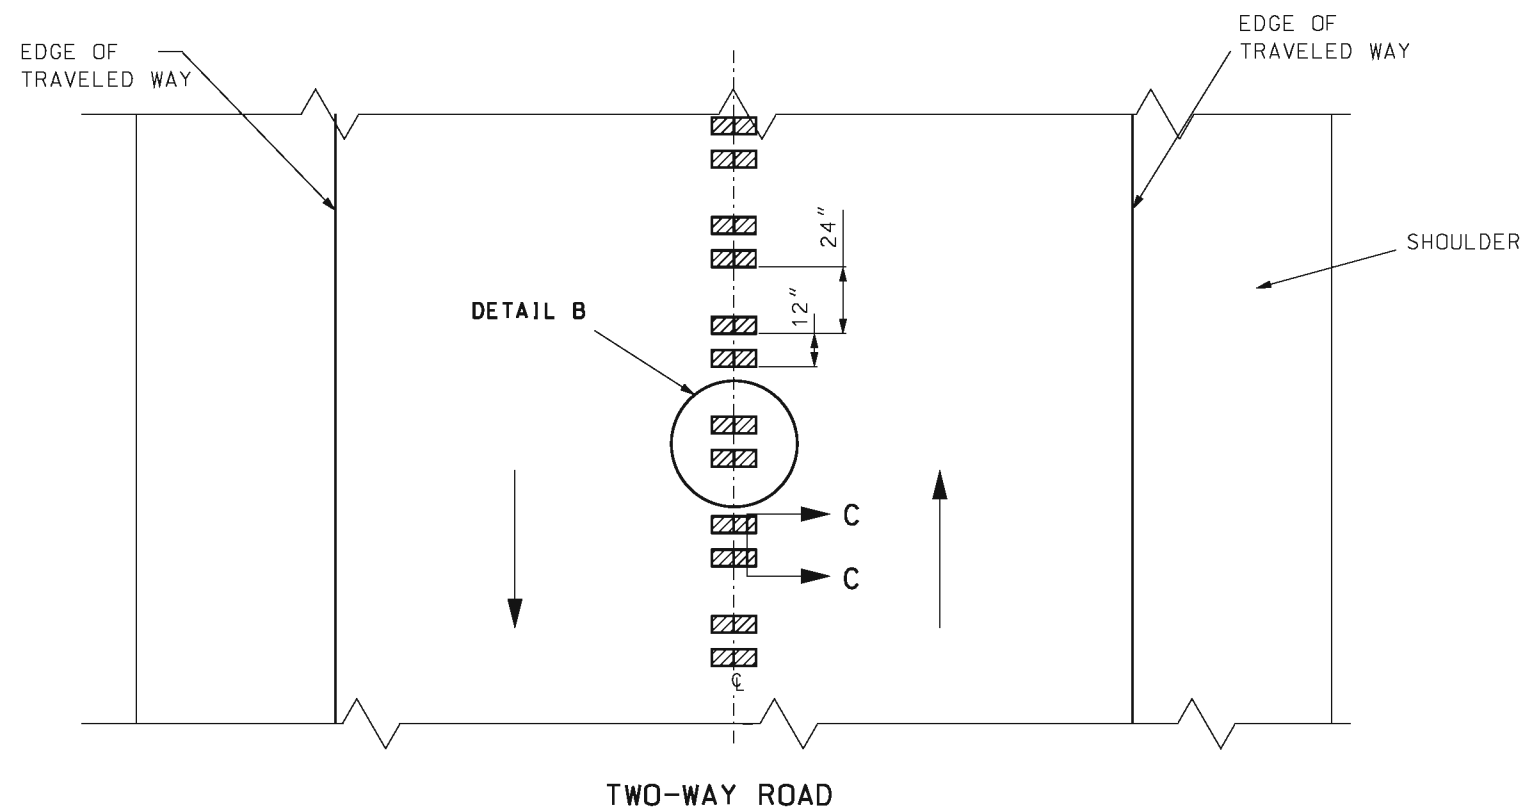 EDGE OF
TRAVELED WAY
EDGE OF
TRAVELED WAY
24"
SHOULDER
12"
DETAIL B
C
C
℄
TWO-WAY ROAD